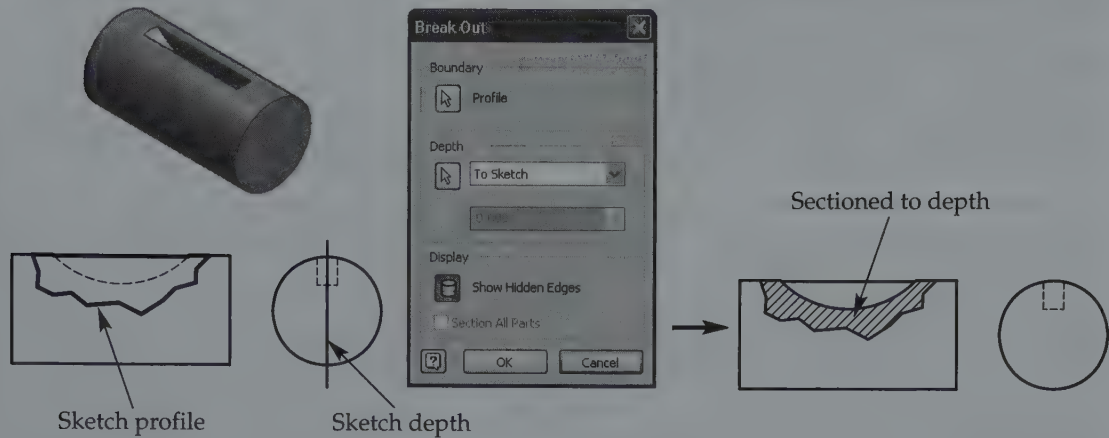 Break Out
Boundary
Profile
Depth
To Sketch
Display
Show Hidden Edges
Section All Parts
?
OK
Cancel
Sectioned to depth
Sketch profile
Sketch depth